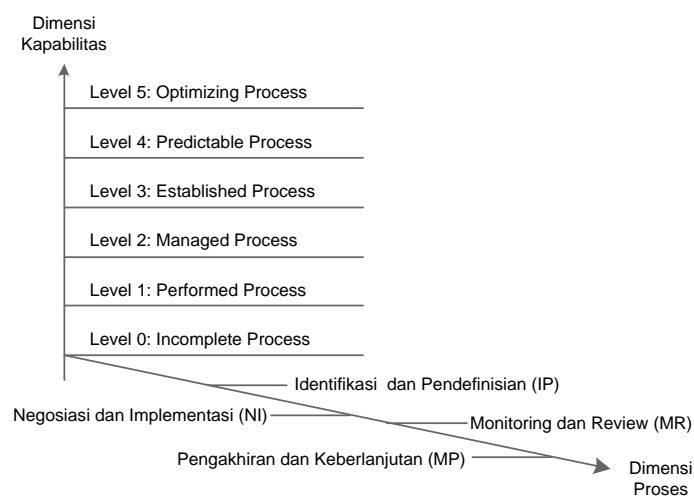 Dimensi
Kapabilitas
Level 5: Optimizing Process
Level 4: Predictable Process
Level 3: Established Process
Level 2: Managed Process
Level 1: Performed Process
Level 0: Incomplete Process
Identifikasi dan Pendefinisian (IP)
Negosiasi dan Implementasi (NI)
Monitoring dan Review (MR)
Pengakhiran dan Keberlanjutan (MP)
Dimensi
Proses